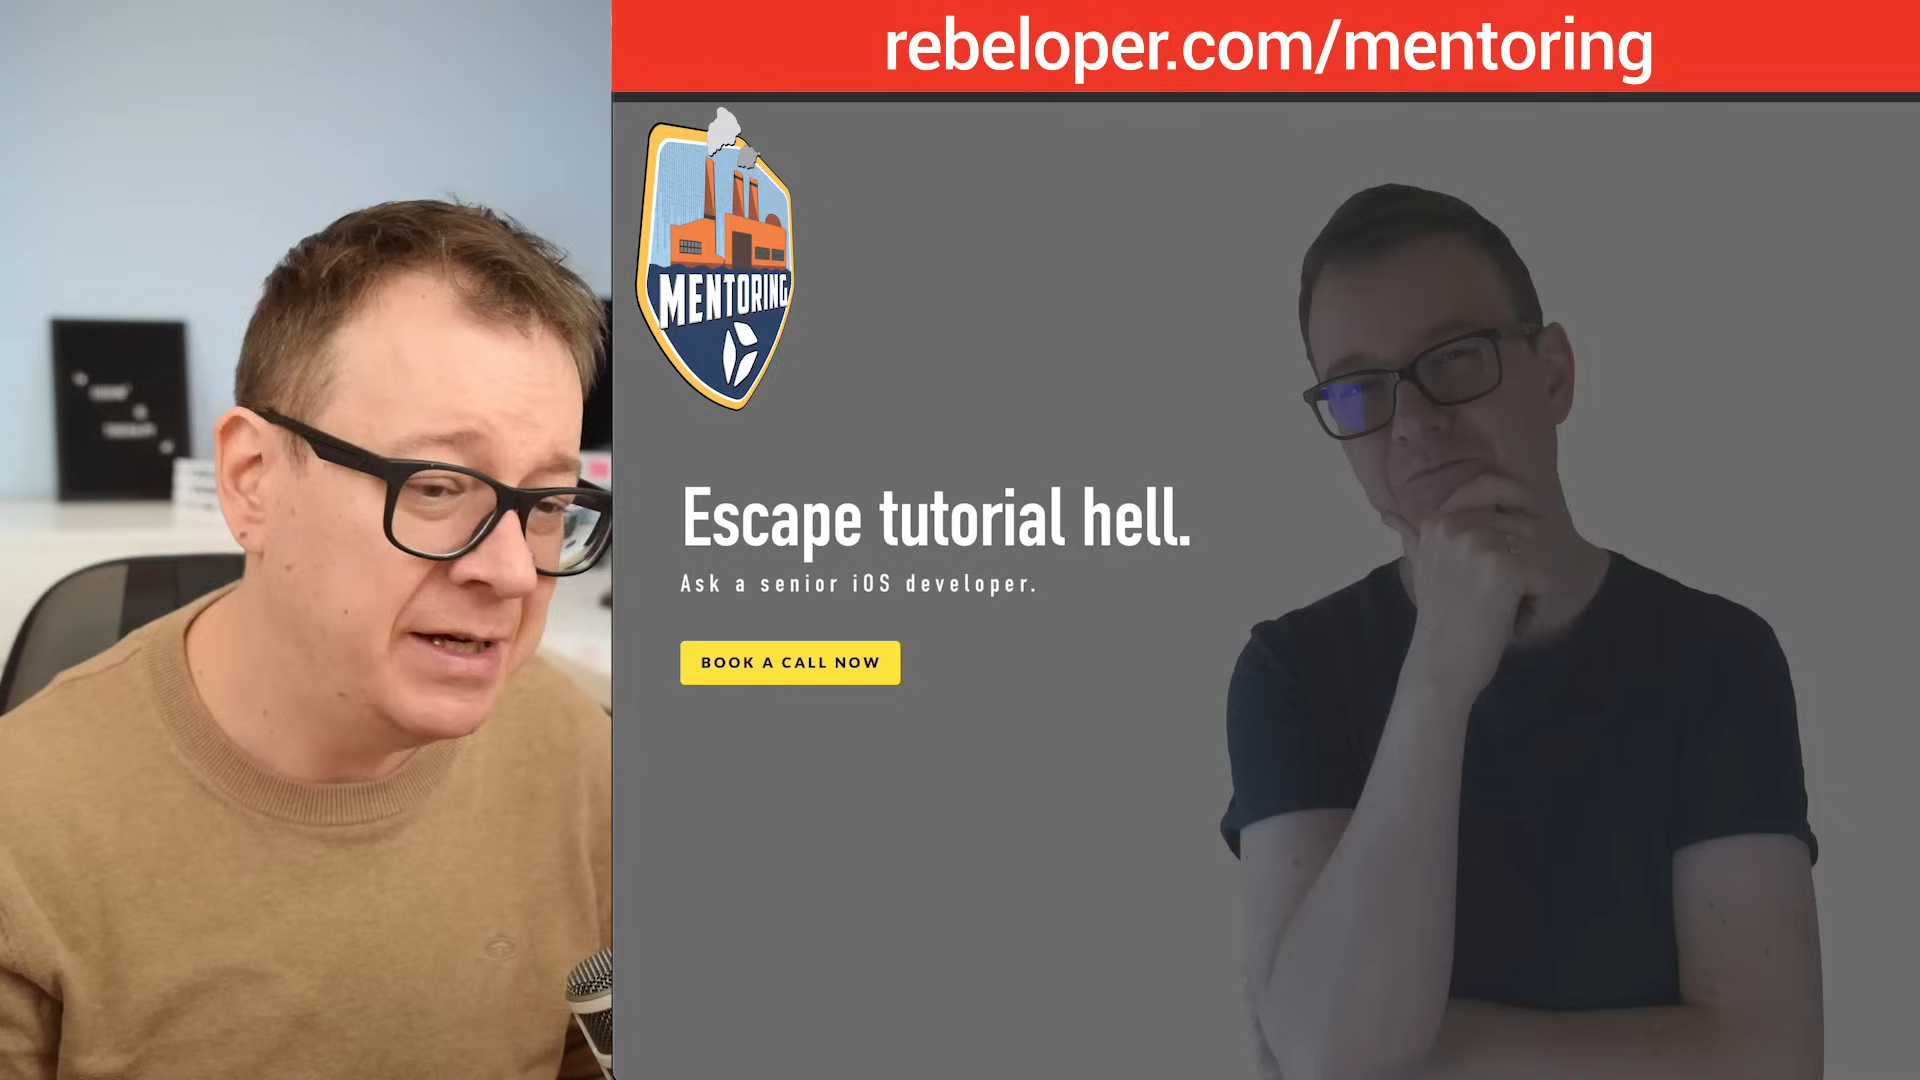 rebeloper.com/mentoring
MENTORING
Escape tutorial hell.
Ask a senior iOS developer.
BOOK A CALL NOW